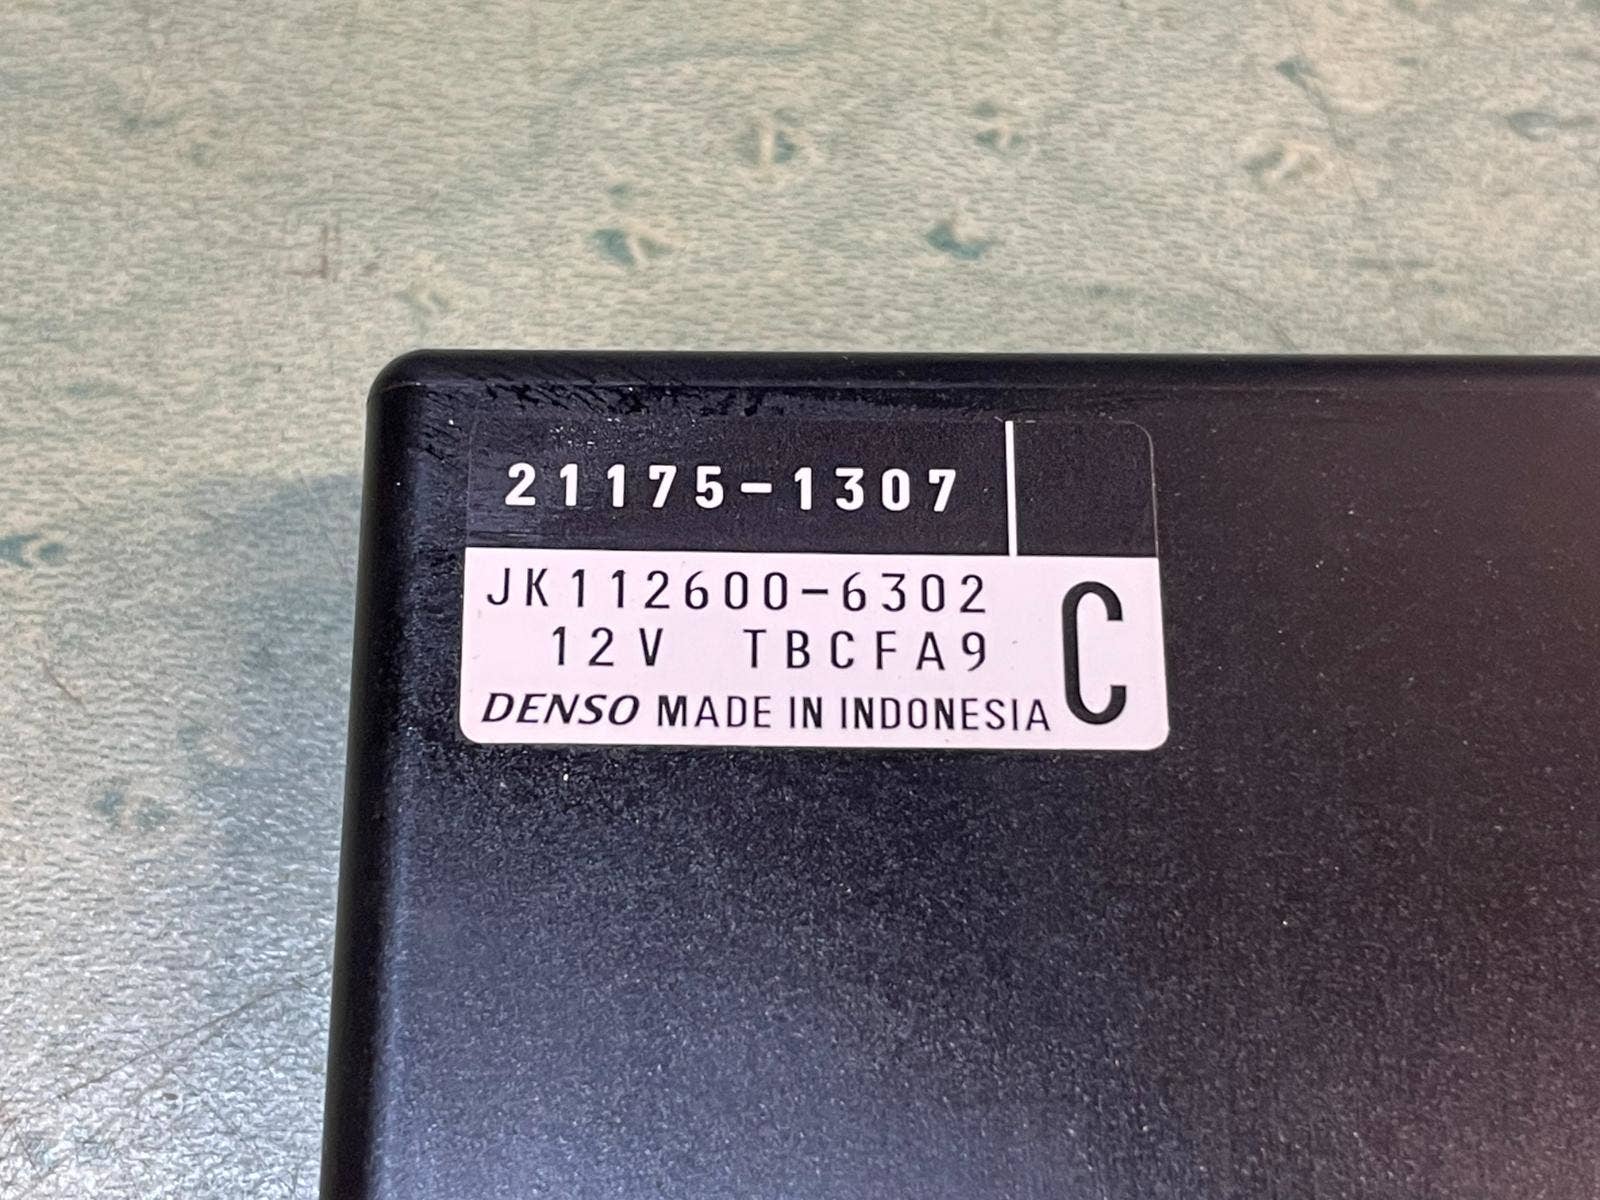 21175-1307
JK112600-6302
12V TBCFA9
C
DENSO MADE IN INDONESIA